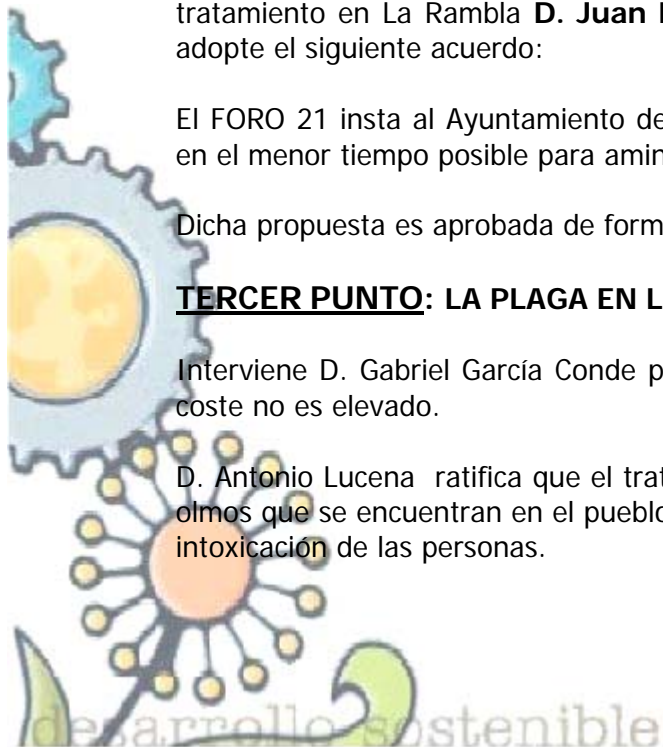 tratamiento en La Rambla D. Juan
adopte el siguiente acuerdo:
El FORO 21 insta al Ayuntamiento de
en el menor tiempo posible para amin
Dicha propuesta es aprobada de form
TERCER PUNTO: LA PLAGA EN L
Interviene D. Gabriel García Conde p
coste no es elevado.
D. Antonio Lucena ratifica que el trat
olmos que se encuentran en el pueblo
intoxicación de las personas.
desarrollo sostenible